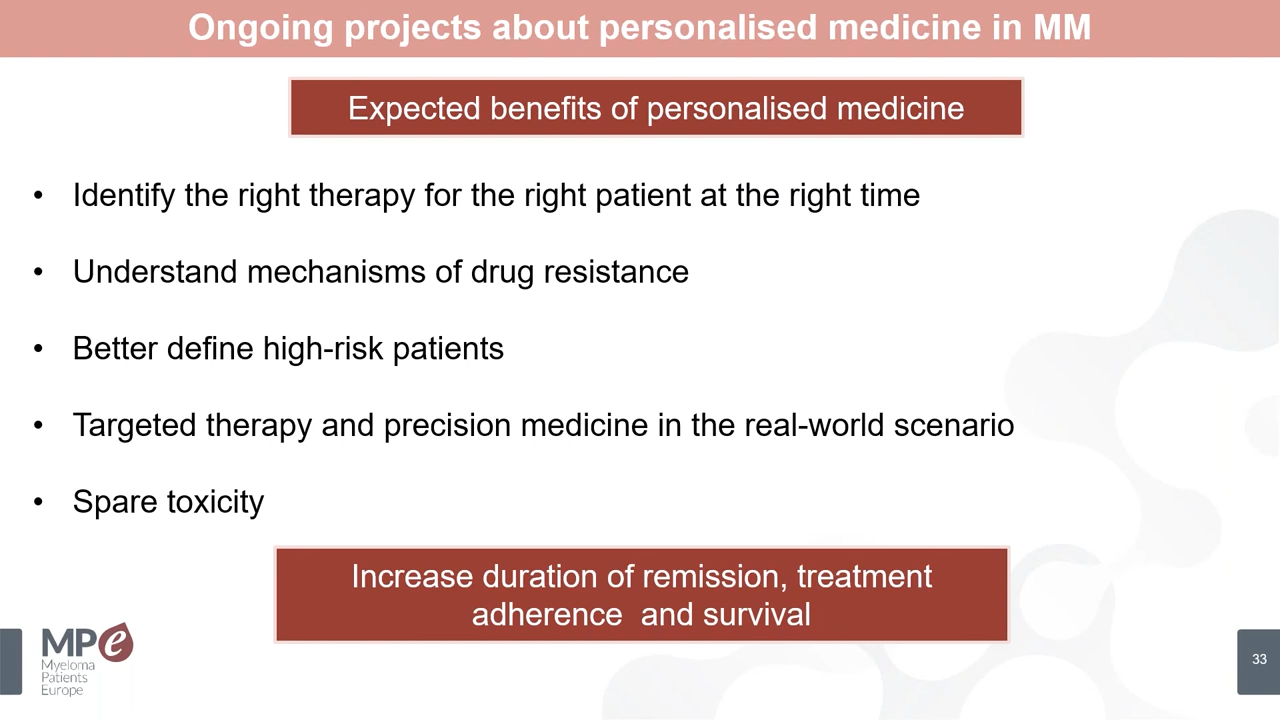 Ongoing projects about personalised medicine in MM
Expected benefits of personalised medicine
• Identify the right therapy for the right patient at the right time
• Understand mechanisms of drug resistance
• Better define high-risk patients
• Targeted therapy and precision medicine in the real-world scenario
• Spare toxicity
Increase duration of remission, treatment
adherence  and survival
MPe
Myeloma
Patients
Europe
33